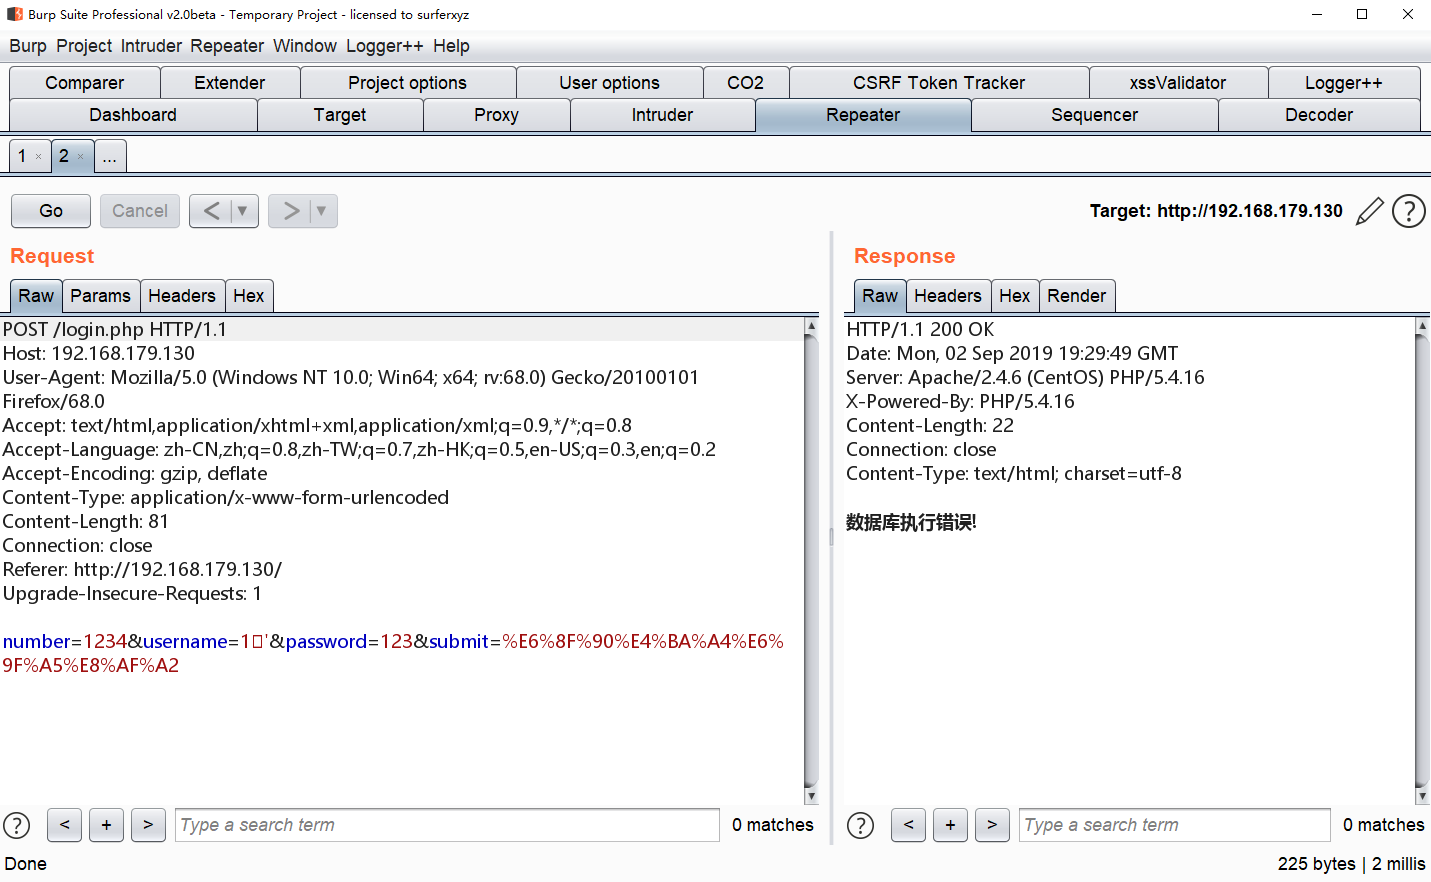 Burp Suite Professional v2.0beta - Temporary Project - licensed to surferxyz
Burp Project Intruder Repeater Window Logger++ Help
Comparer Extender Project options User options CO2 CSRF Token Tracker xssValidator Logger++
Dashboard Target Proxy Intruder Repeater Sequencer Decoder
1 × 2 × ...
Go Cancel < ▼ > ▼ Target: http://192.168.179.130 ?
Request
Raw Params Headers Hex
POST /login.php HTTP/1.1
Host: 192.168.179.130
User-Agent: Mozilla/5.0 (Windows NT 10.0; Win64; x64; rv:68.0) Gecko/20100101
Firefox/68.0
Accept: text/html,application/xhtml+xml,application/xml;q=0.9,*/*;q=0.8
Accept-Language: zh-CN,zh;q=0.8,zh-TW;q=0.7,zh-HK;q=0.5,en-US;q=0.3,en;q=0.2
Accept-Encoding: gzip, deflate
Content-Type: application/x-www-form-urlencoded
Content-Length: 81
Connection: close
Referer: http://192.168.179.130/
Upgrade-Insecure-Requests: 1
number=1234&username=1▯'&password=123&submit=%E6%8F%90%E4%BA%A4%E6%
9F%A5%E8%AF%A2
? < + > Type a search term 0 matches
Response
Raw Headers Hex Render
HTTP/1.1 200 OK
Date: Mon, 02 Sep 2019 19:29:49 GMT
Server: Apache/2.4.6 (CentOS) PHP/5.4.16
X-Powered-By: PHP/5.4.16
Content-Length: 22
Connection: close
Content-Type: text/html; charset=utf-8
数据库执行错误!
? < + > Type a search term 0 matches
Done 225 bytes | 2 millis